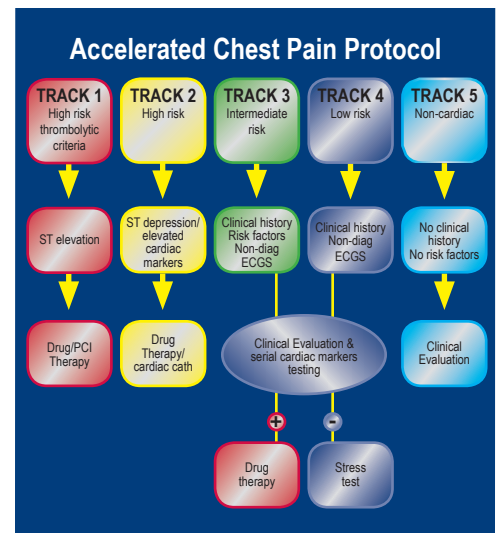 Accelerated Chest Pain Protocol
TRACK 1
High risk
thrombolytic
criteria
TRACK 2
High risk
TRACK 3
Intermediate
risk
TRACK 4
Low risk
TRACK 5
Non-cardiac
ST elevation
ST depression/
elevated
cardiac
markers
Clinical history
Risk factors
Non-diag
ECGS
Clinical history
Non-diag
ECGS
No clinical
history
No risk factors
Drug/PCI
Therapy
Drug
Therapy/
cardiac cath
Clinical Evaluation &
serial cardiac markers
testing
Clinical
Evaluation
+
-
Drug
therapy
Stress
test